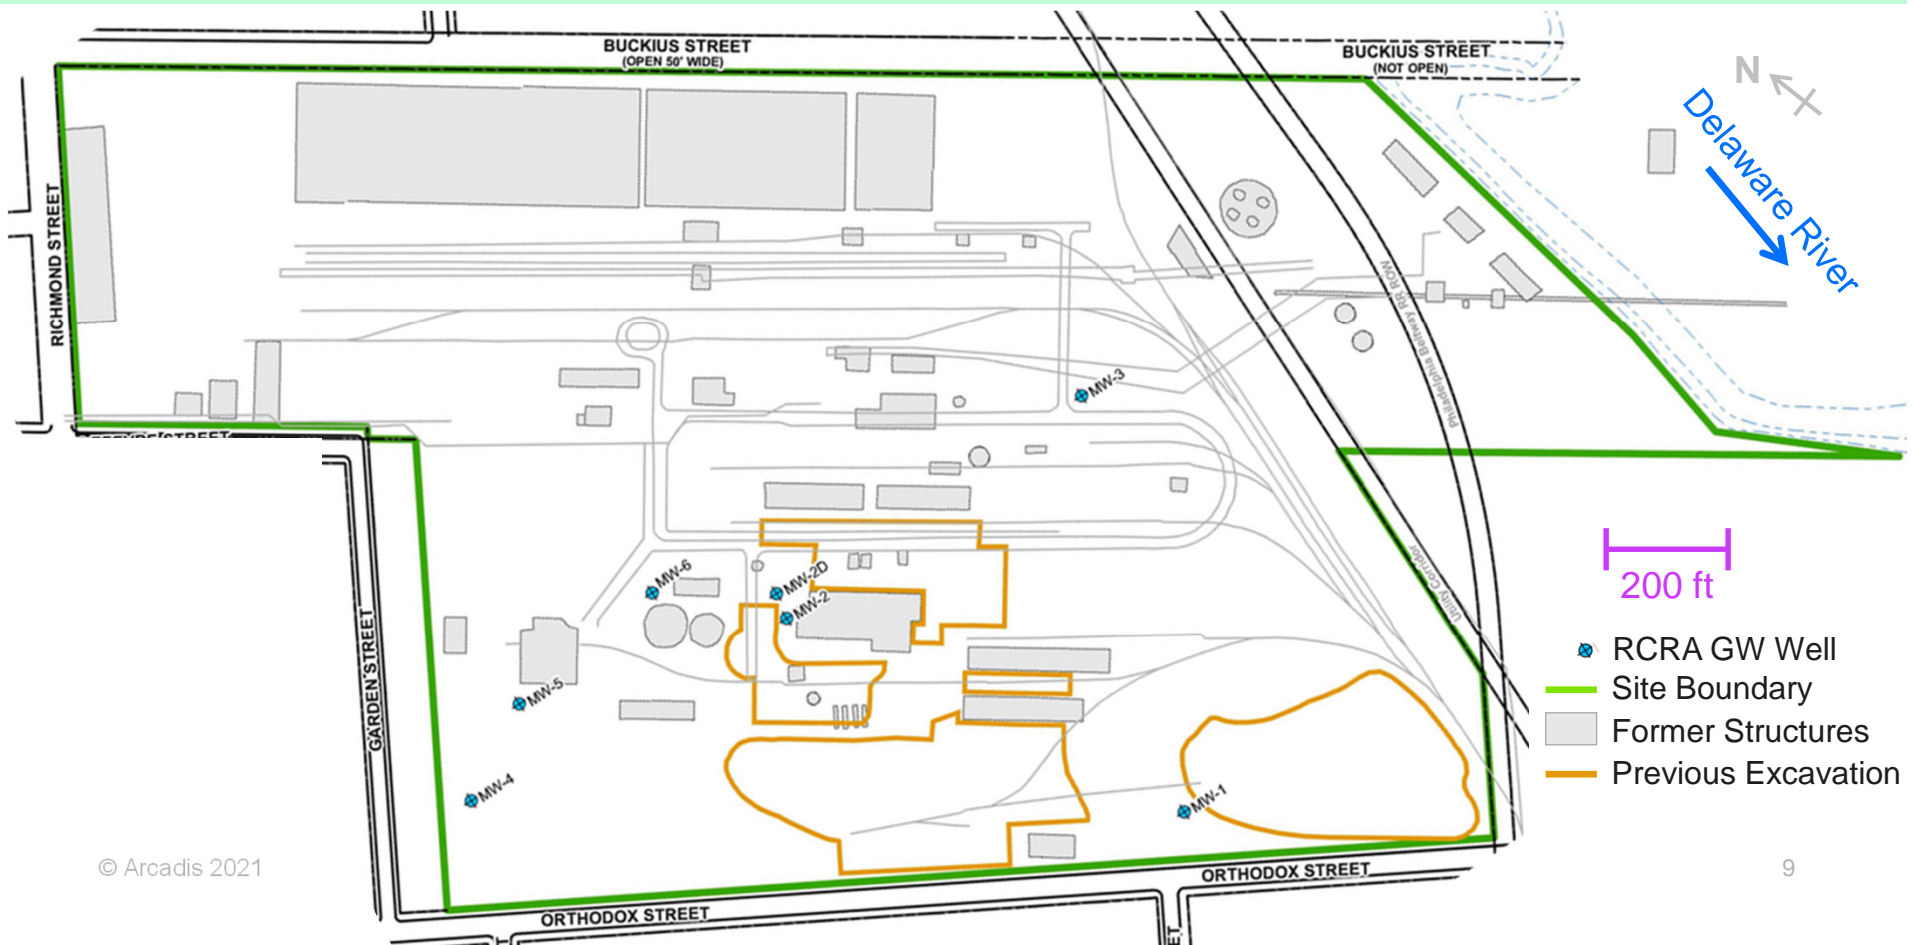 BUCKIUS STREET
(OPEN 50' WIDE)
BUCKIUS STREET
(NOT OPEN)
N
Delaware River
RICHMOND STREET
Philadelphia Beltway RR ROW
MW-3
STREET
200 ft
Utility Corridor
MW-6
MW-2D
MW-2
GARDEN STREET
MW-5
MW-4
MW-1
RCRA GW Well
Site Boundary
Former Structures
Previous Excavation
© Arcadis 2021
9
ORTHODOX STREET
ORTHODOX STREET